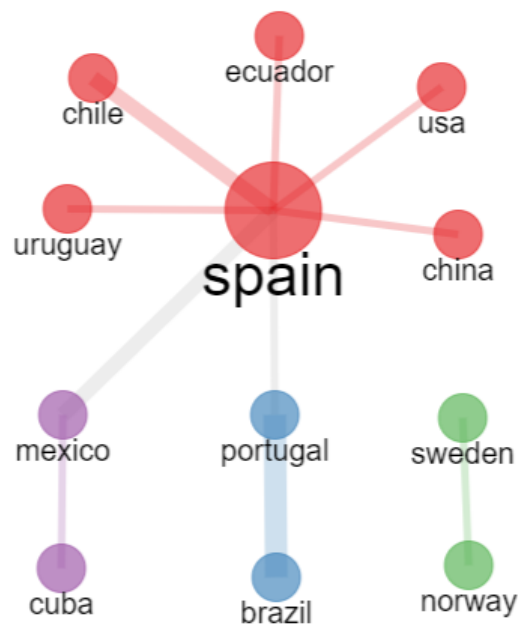 ecuador
chile
usa
uruguay
spain
china
mexico
portugal
sweden
cuba
brazil
norway